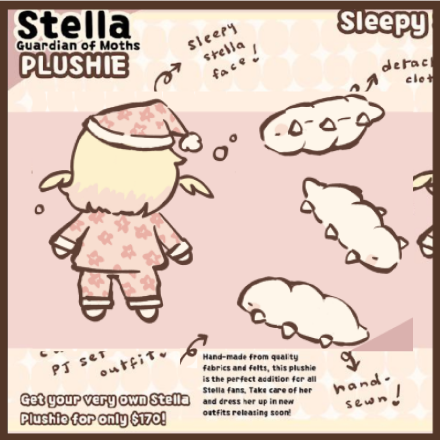 Stella
Guardian of Moths
PLUSHIE
Sleepy
sleepy
stella
face!
PJ set
outfit
Hand-made from quality
fabrics and felts, this plushie
is the perfect addition for all
Stella fans. Take care of her
and dress her up in new
outfits releasing soon!
hand-
sewn!
Get your very own Stella
Plushie for only $170!